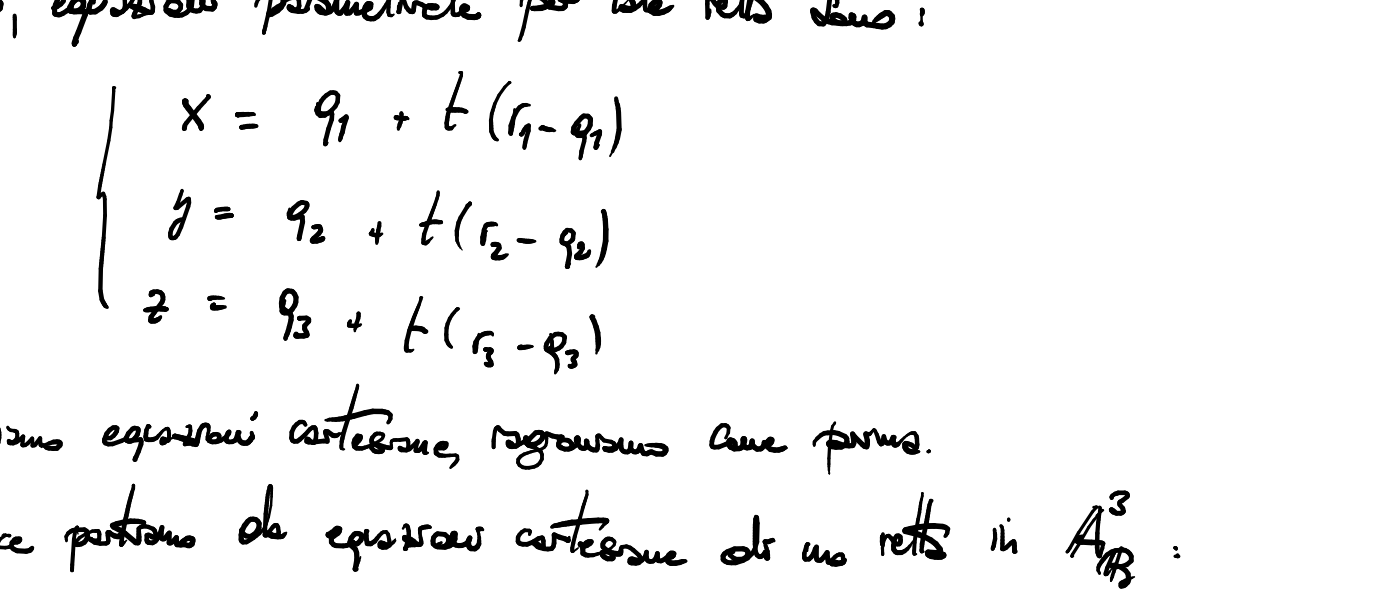 , equazioni parametriche per tale retta sono:
x = q₁ + t(r₁ - q₁)
y = q₂ + t(r₂ - q₂)
z = q₃ + t(r₃ - q₃)
equazioni cartesiane, ragioniamo come prima.
partiamo da equazioni cartesiane di una retta in 𝔸³_ℝ :